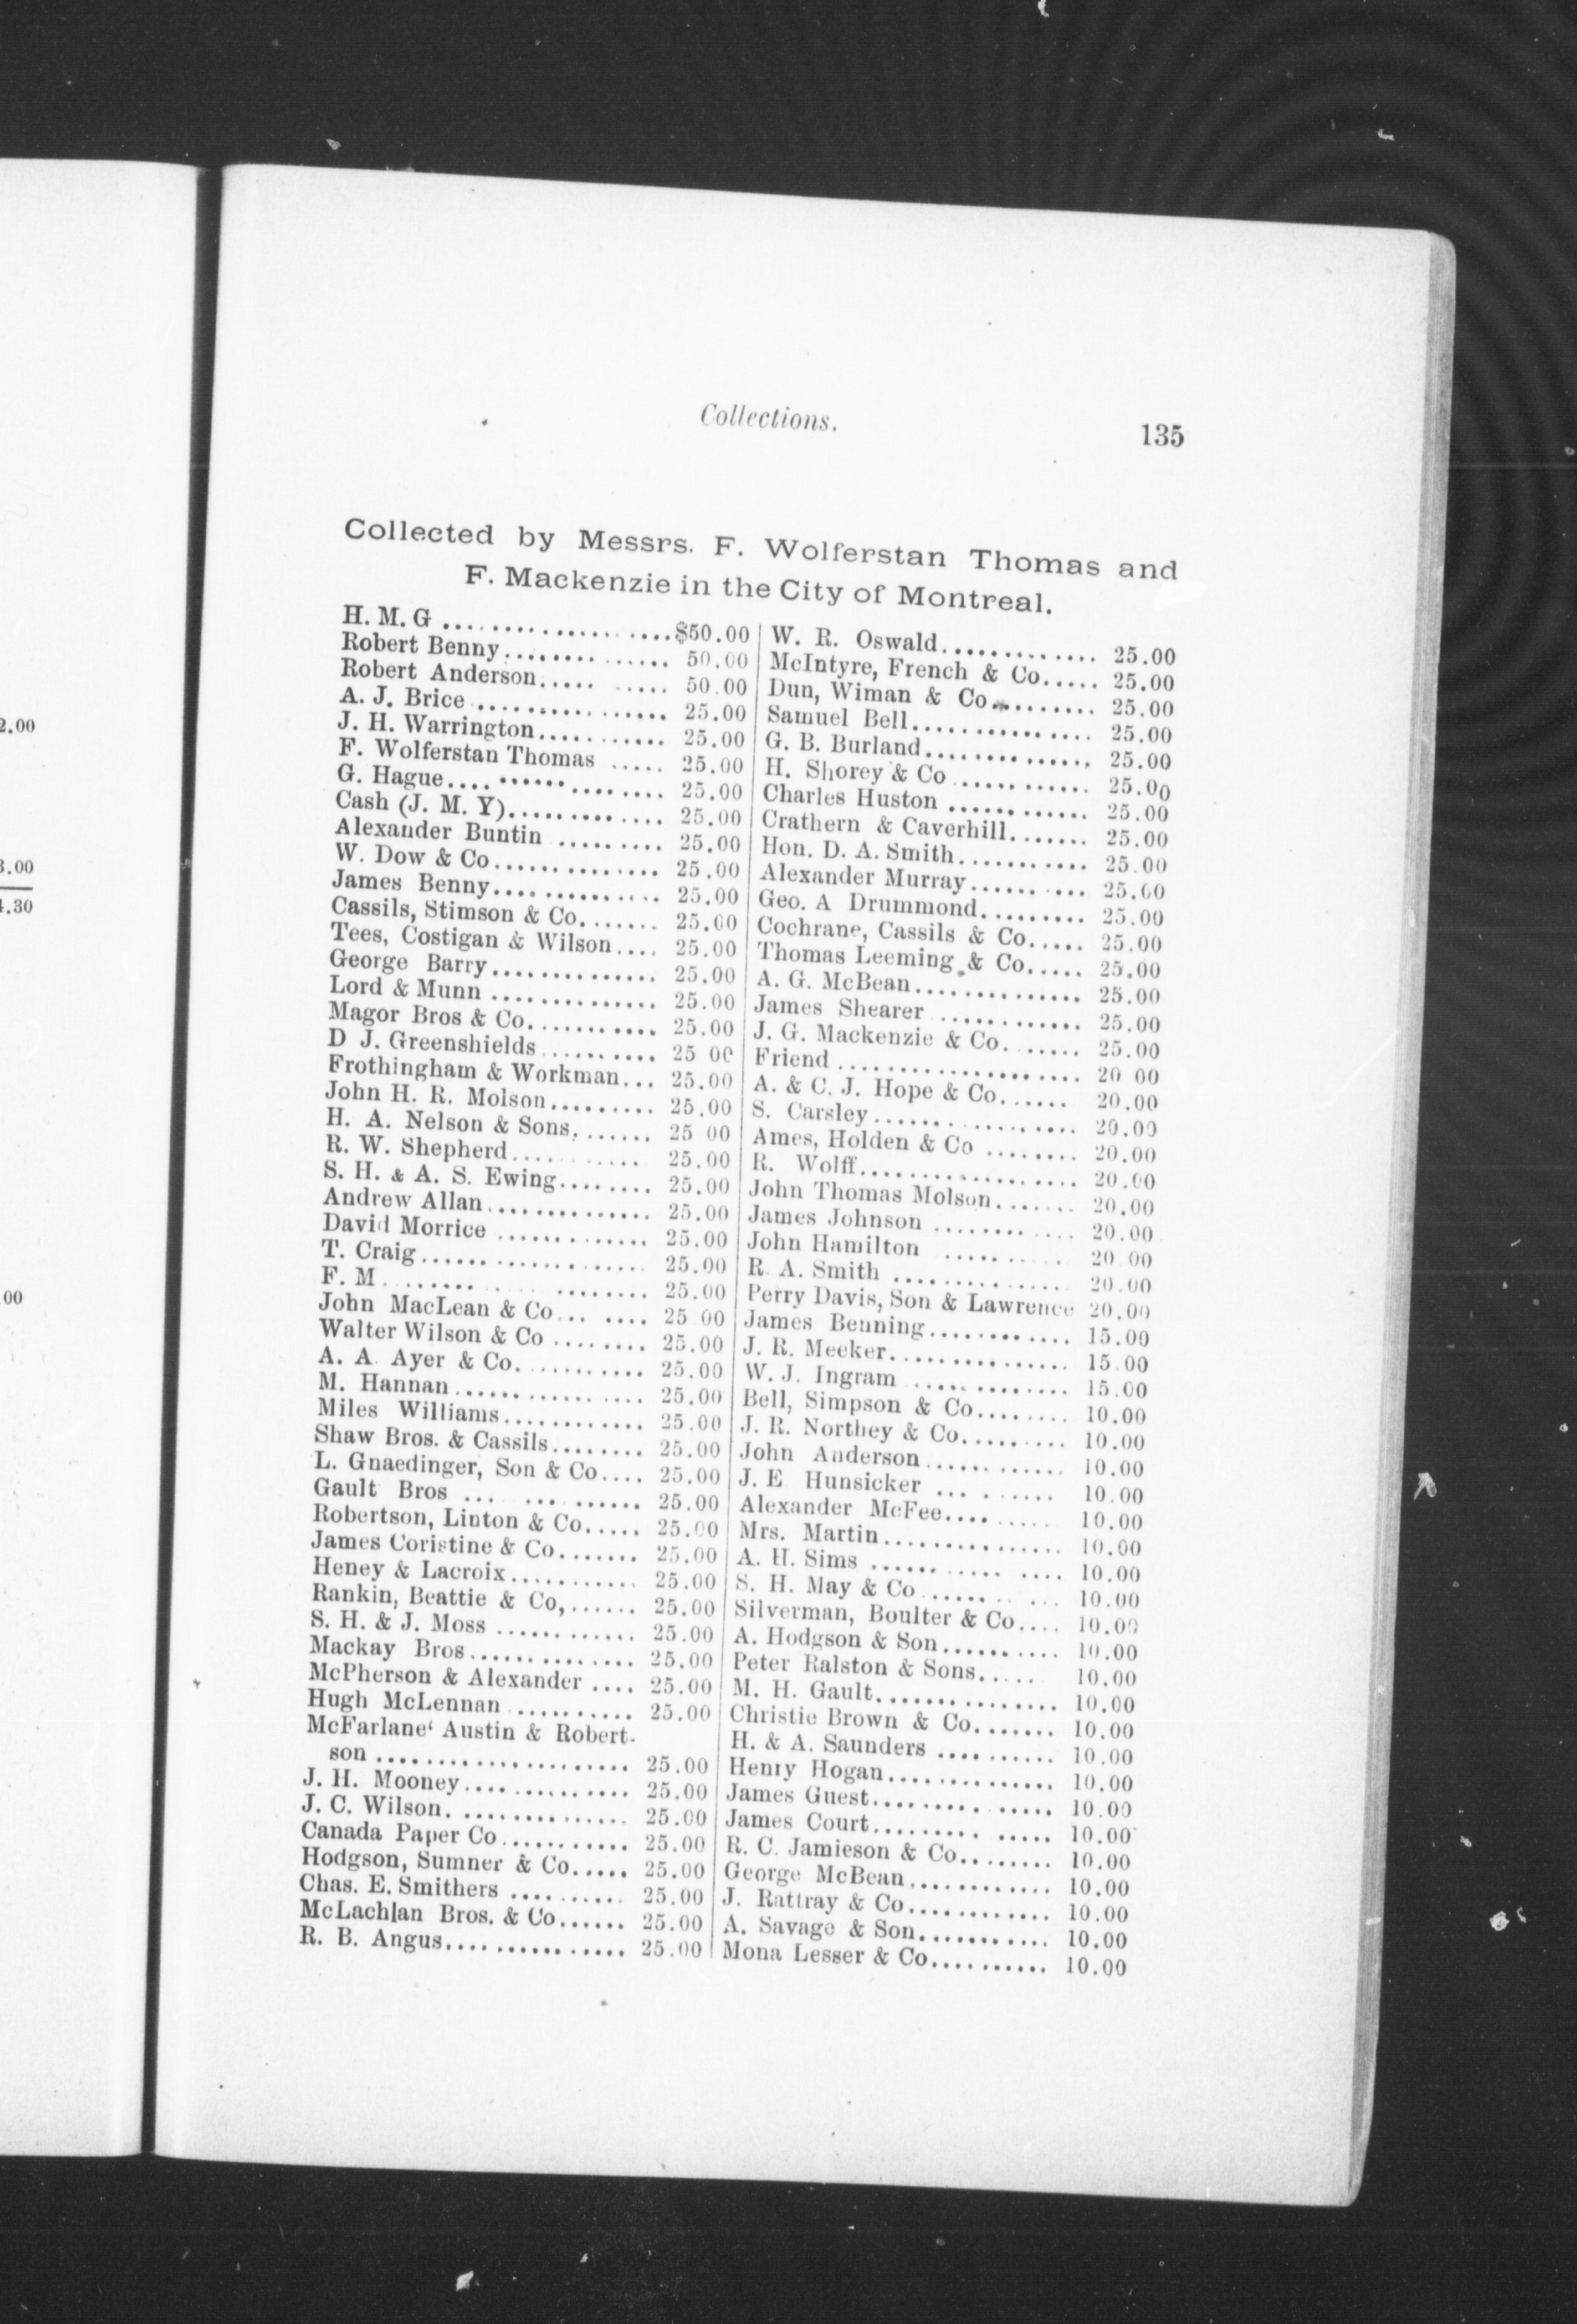 2.00
3.00
4.30
.00
Collections.
135
Collected by Messrs. F. Wolferstan Thomas and
F. Mackenzie in the City of Montreal.
H. M. G .................... $50.00
Robert Benny............... 50.00
Robert Anderson..... ..... 50.00
A. J. Brice ................. 25.00
J. H. Warrington........... 25.00
F. Wolferstan Thomas ..... 25.00
G. Hague.... ...... ........ 25.00
Cash (J. M. Y).............. 25.00
Alexander Buntin ......... 25.00
W. Dow & Co.............. 25.00
James Benny.............. 25.00
Cassils, Stimson & Co....... 25.00
Tees, Costigan & Wilson.... 25.00
George Barry.............. 25.00
Lord & Munn .............. 25.00
Magor Bros & Co........... 25.00
D J. Greenshields.......... 25 00
Frothingham & Workman... 25.00
John H. R. Molson......... 25.00
H. A. Nelson & Sons....... 25 00
R. W. Shepherd........... 25.00
S. H. & A. S. Ewing........ 25.00
Andrew Allan.............. 25.00
David Morrice ............. 25.00
T. Craig................... 25.00
F. M........ ........ 25.00
John MacLean & Co... .... 25 00
Walter Wilson & Co ........ 25.00
A. A. Ayer & Co........... 25.00
M. Hannan................ 25.00
Miles Williams............ 25.00
Shaw Bros. & Cassils........ 25.00
L. Gnaedinger, Son & Co.... 25.00
Gault Bros ... ... ...... 25.00
Robertson, Linton & Co..... 25.00
James Coristine & Co....... 25.00
Heney & Lacroix........... 25.00
Rankin, Beattie & Co,...... 25.00
S. H. & J. Moss ............ 25.00
Mackay Bros.............. 25.00
McPherson & Alexander .... 25.00
Hugh McLennan .......... 25.00
McFarlane‘ Austin & Robert-
son ..................... 25.00
J. H. Mooney.............. 25.00
J. C. Wilson. ............. 25.00
Canada Paper Co........... 25.00
Hodgson, Sumner & Co..... 25.00
Chas. E. Smithers .......... 25.00
McLachlan Bros. & Co...... 25.00
R. B. Angus................ 25.00
W. R. Oswald.............. 25.00
McIntyre, French & Co..... 25.00
Dun, Wiman & Co......... 25.00
Samuel Bell................ 25.00
G. B. Burland.............. 25.00
H. Shorey & Co ............ 25.00
Charles Huston ............ 25.00
Crathern & Caverhill....... 25.00
Hon. D. A. Smith........... 25.00
Alexander Murray.......... 25.00
Geo. A Drummond......... 25.00
Cochrane, Cassils & Co..... 25.00
Thomas Leeming & Co..... 25.00
A. G. McBean.............. 25.00
James Shearer ............. 25.00
J. G. Mackenzie & Co....... 25.00
Friend ..................... 20 00
A. & C. J. Hope & Co...... 20.00
S. Carsley.................. 20.00
Ames, Holden & Co ........ 20.00
R. Wolff................... 20.00
John Thomas Molson....... 20.00
James Johnson ............ 20.00
John Hamilton .......... 20 00
R. A. Smith ............... 20.00
Perry Davis, Son & Lawrence 20.00
James Benning............ 15.00
J. R. Meeker............... 15.00
W. J. Ingram ............. 15.00
Bell, Simpson & Co........ 10.00
J. R. Northey & Co......... 10.00
John Anderson............ 10.00
J. E Hunsicker ... ...... 10.00
Alexander McFee......... 10.00
Mrs. Martin............... 10.00
A. H. Sims ........... .... 10.00
S. H. May & Co....... ... 10.00
Silverman, Boulter & Co.... 10.00
A. Hodgson & Son.......... 10.00
Peter Ralston & Sons..... 10.00
M. H. Gault............... 10.00
Christie Brown & Co....... 10.00
H. & A. Saunders .......... 10.00
Henry Hogan.............. 10.00
James Guest............... 10.00
James Court......... ..... 10.00
R. C. Jamieson & Co........ 10.00
George McBean............ 10.00
J. Rattray & Co............ 10.00
A. Savage & Son........... 10.00
Mona Lesser & Co.......... 10.00